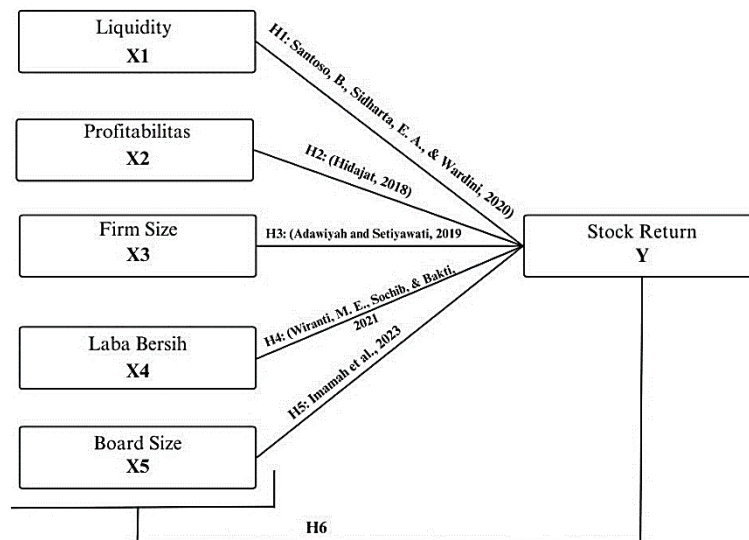 Liquidity
X1
H1: Santoso, B., Sidharta, E. A., & Wardini, 2020)
Profitabilitas
X2
H2: (Hidajat, 2018)
Firm Size
X3
H3: (Adawiyah and Setiyawati, 2019
Stock Return
Y
Laba Bersih
X4
H4: (Wiranti, M. E., Sochib, & Bakti,
2021
Board Size
X5
H5: Imamah et al., 2023
H6